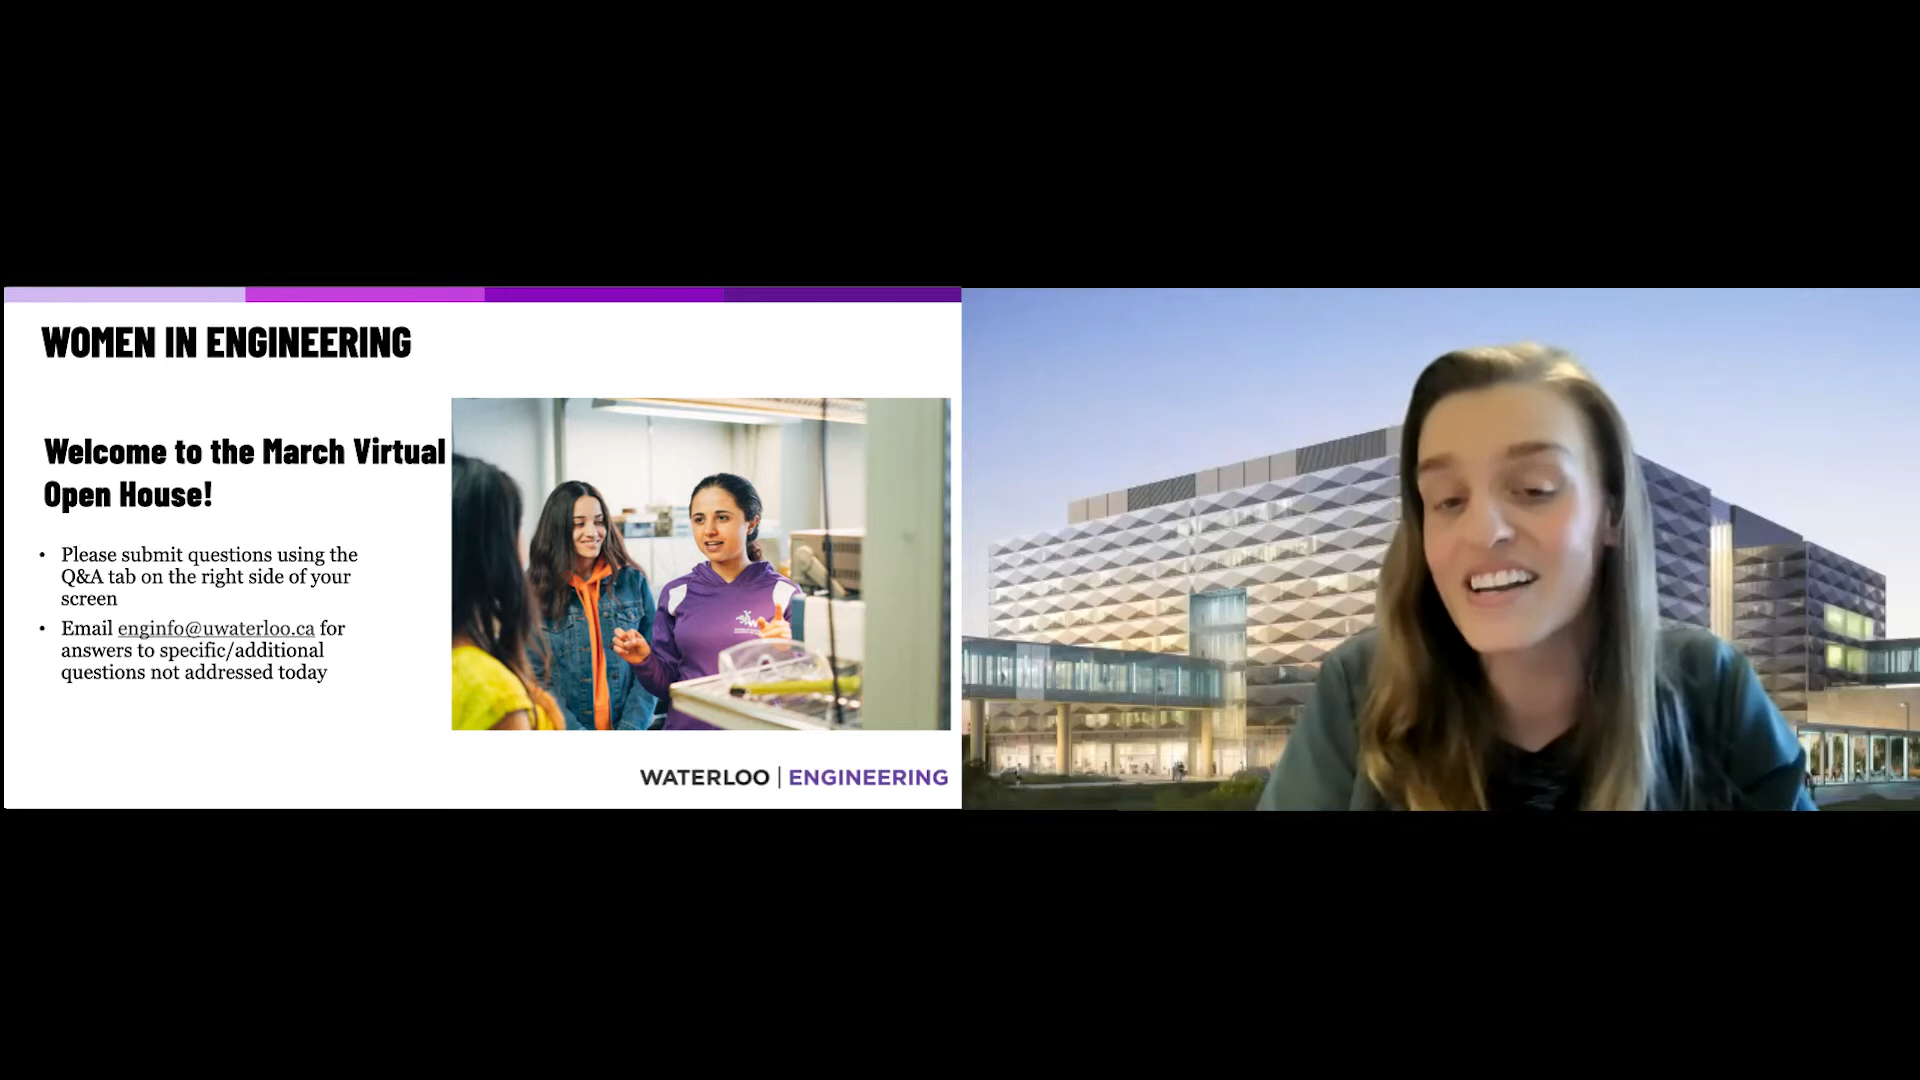 WOMEN IN ENGINEERING
Welcome to the March Virtual
Open House!
• Please submit questions using the
Q&A tab on the right side of your
screen
• Email enginfo@uwaterloo.ca for
answers to specific/additional
questions not addressed today
WATERLOO | ENGINEERING